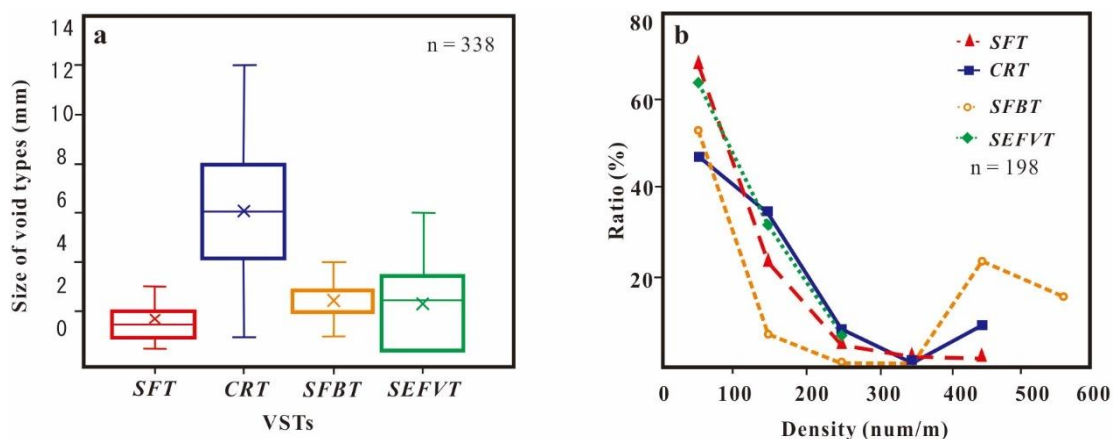 a
n = 338
14
12
10
8
6
4
2
0
Size of void types (mm)
SFT CRT SFBT SEFVT
VSTs
b
SFT
CRT
SFBT
SEFVT
n = 198
80
60
40
20
Ratio (%)
0 100 200 300 400 500 600
Density (num/m)